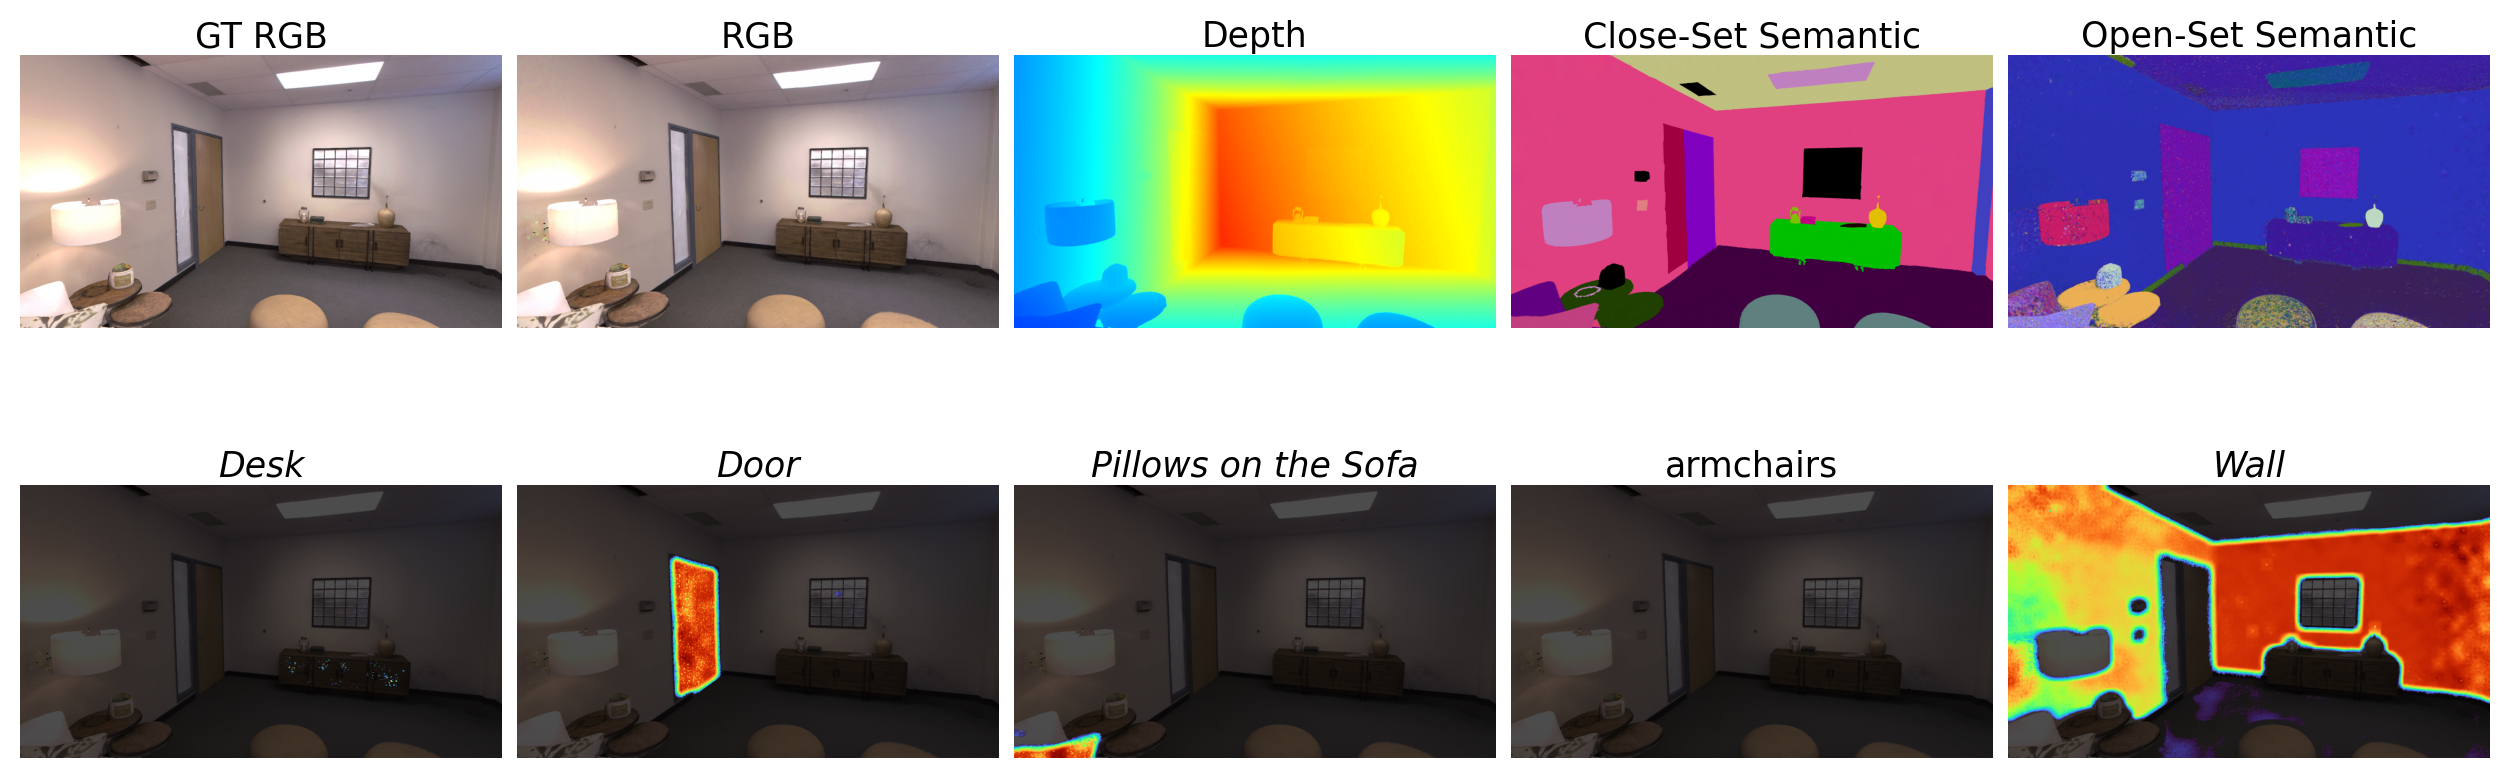 GT RGB
RGB
Depth
Close-Set Semantic
Open-Set Semantic
Desk
Door
Pillows on the Sofa
armchairs
Wall